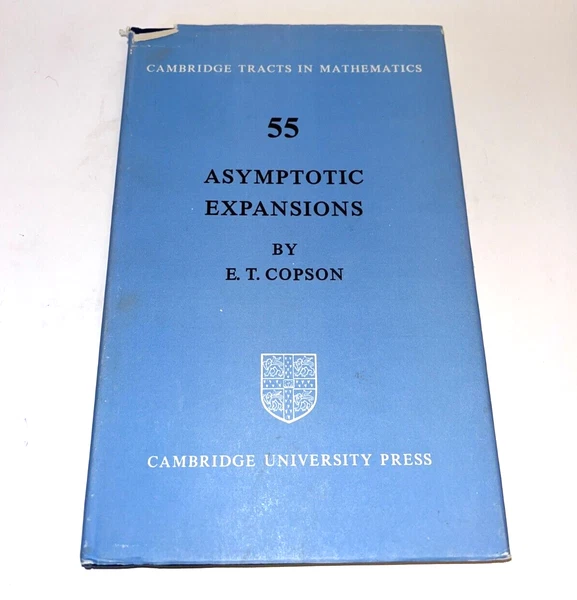 CAMBRIDGE TRACTS IN MATHEMATICS
55
ASYMPTOTIC
EXPANSIONS
BY
E. T. COPSON
CAMBRIDGE UNIVERSITY PRESS